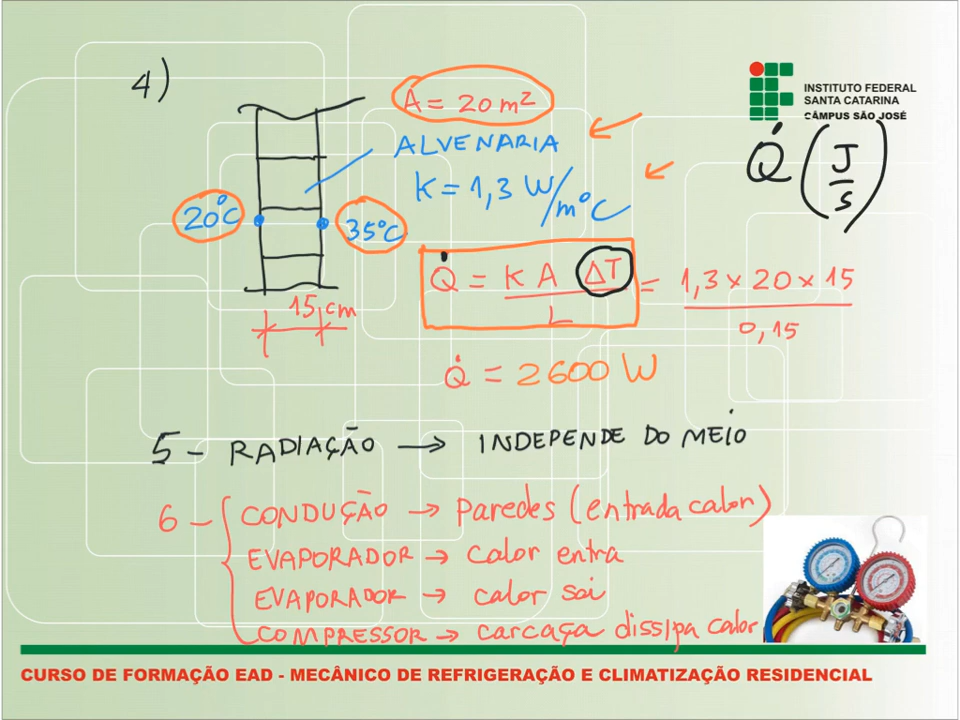 4)
A = 20 m²
INSTITUTO FEDERAL
SANTA CATARINA
CÂMPUS SÃO JOSÉ
ALVENARIA
Q̇ (J/s)
K = 1,3 W/m°C
20°C
35°C
Q̇ = K A ΔT / L = 1,3 x 20 x 15 / 0,15
15 cm
Q̇ = 2600 W
5 - RADIAÇÃO → INDEPENDE DO MEIO
6 - { CONDUÇÃO → Paredes (entrada calor)
EVAPORADOR → Calor entra
EVAPORADOR → calor sai
COMPRESSOR → carcaça dissipa calor
CURSO DE FORMAÇÃO EAD - MECÂNICO DE REFRIGERAÇÃO E CLIMATIZAÇÃO RESIDENCIAL